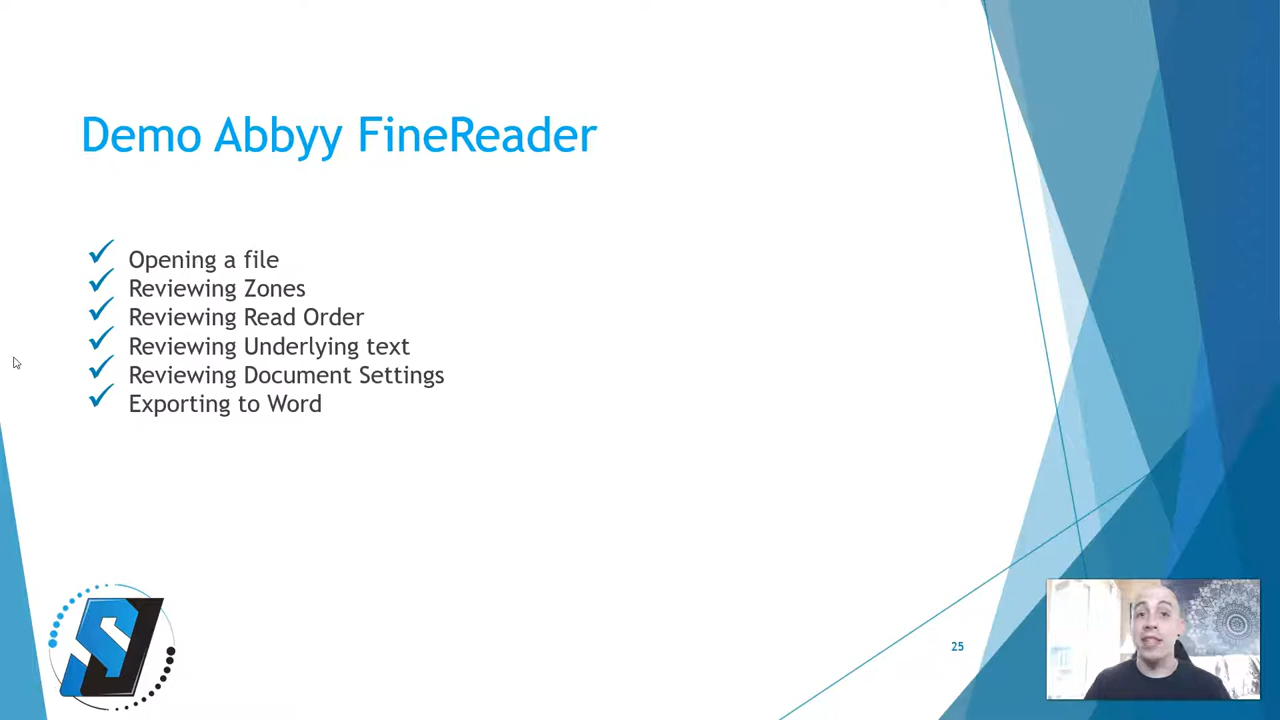 Demo Abbyy FineReader
Opening a file
Reviewing Zones
Reviewing Read Order
Reviewing Underlying text
Reviewing Document Settings
Exporting to Word
25